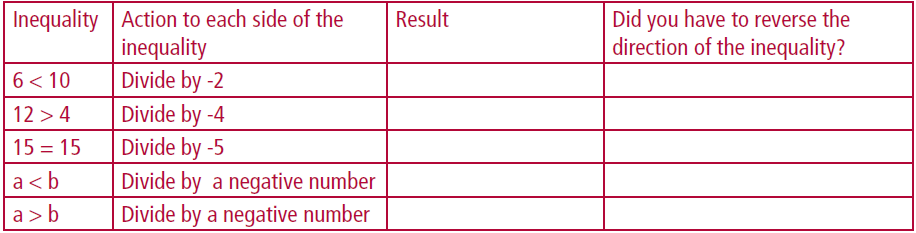 Inequality Action to each side of the Result Did you have to reverse the
inequality direction of the inequality?
6 < 10 Divide by -2
12 > 4 Divide by -4
15 = 15 Divide by -5
a < b Divide by  a negative number
a > b Divide by a negative number